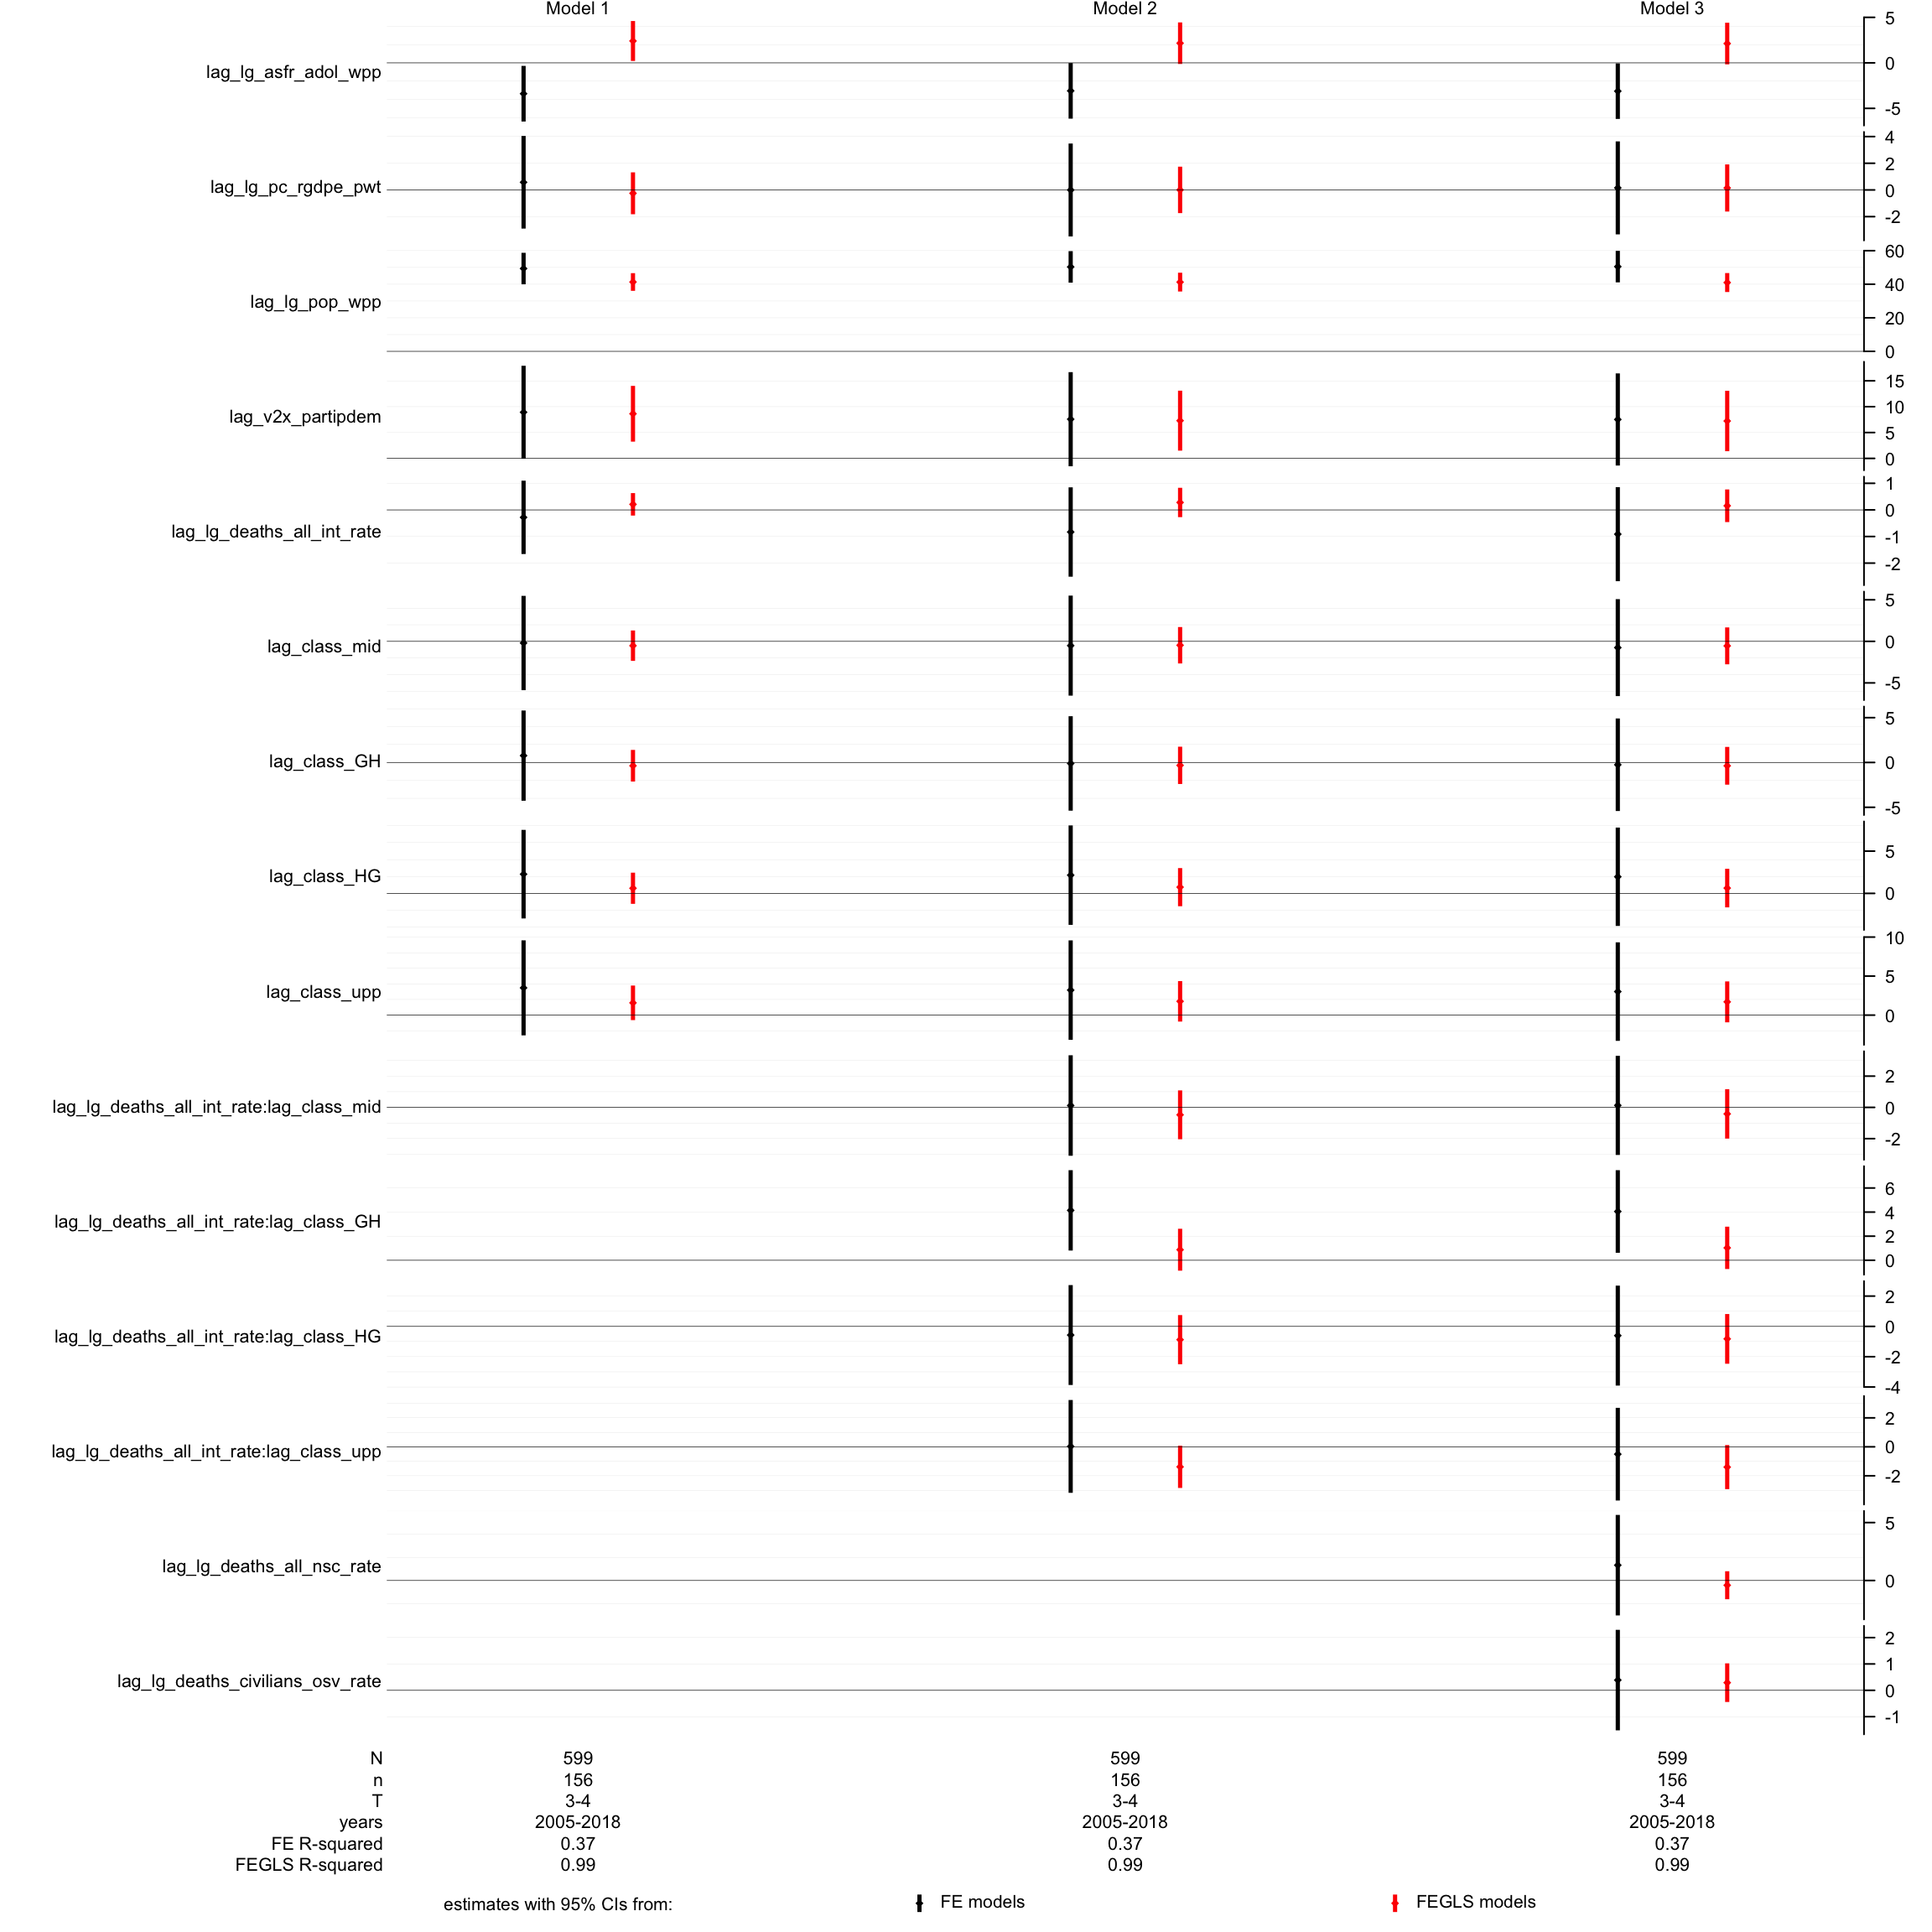 Model 1 Model 2 Model 3
5
lag_lg_asfr_adol_wpp 0
-5
4
2
lag_lg_pc_rgdpe_pwt 0
-2
60
40
lag_lg_pop_wpp
20
0
15
lag_v2x_partipdem 10
5
0
1
0
lag_lg_deaths_all_int_rate
-1
-2
5
lag_class_mid 0
-5
5
lag_class_GH 0
-5
5
lag_class_HG
0
10
5
lag_class_upp
0
2
lag_lg_deaths_all_int_rate:lag_class_mid 0
-2
6
4
lag_lg_deaths_all_int_rate:lag_class_GH
2
0
2
0
lag_lg_deaths_all_int_rate:lag_class_HG
-2
-4
2
0
lag_lg_deaths_all_int_rate:lag_class_upp
-2
5
lag_lg_deaths_all_nsc_rate
0
2
1
lag_lg_deaths_civilians_osv_rate
0
-1
N 599 599 599
n 156 156 156
T 3-4 3-4 3-4
years 2005-2018 2005-2018 2005-2018
FE R-squared 0.37 0.37 0.37
FEGLS R-squared 0.99 0.99 0.99
estimates with 95% CIs from: FE models FEGLS models